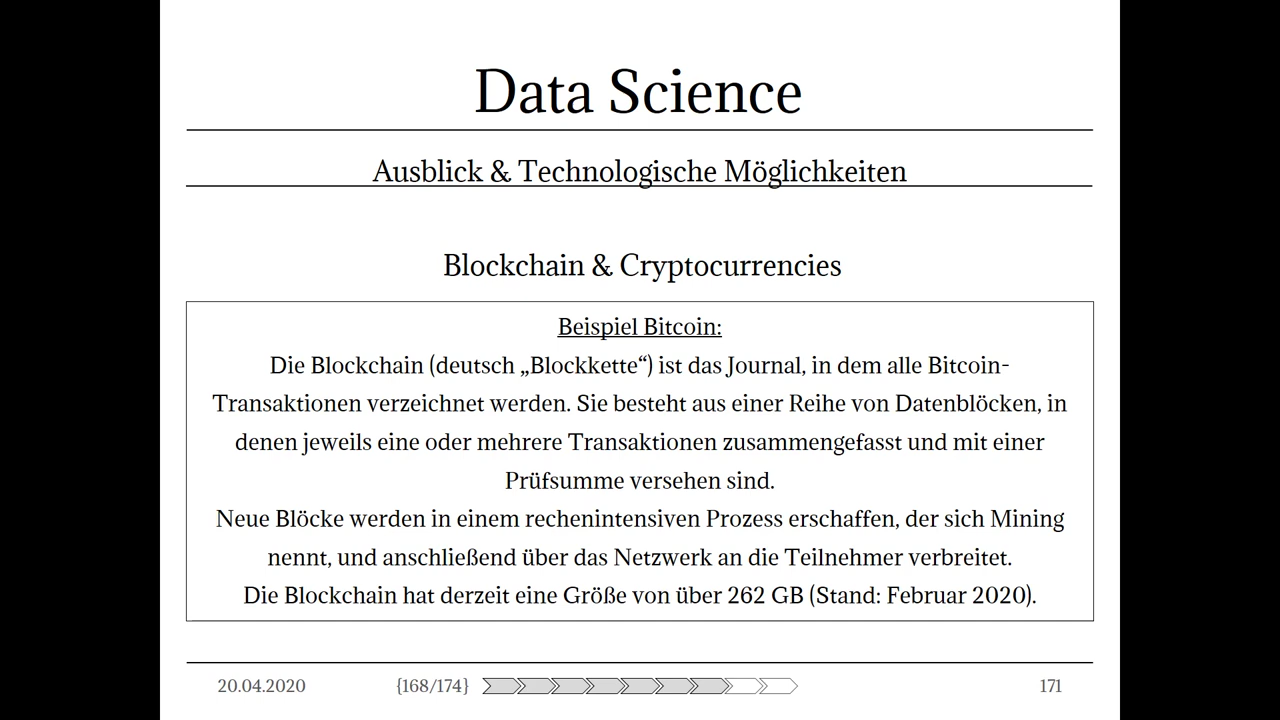 Data Science
Ausblick & Technologische Möglichkeiten
Blockchain & Cryptocurrencies
Beispiel Bitcoin:
Die Blockchain (deutsch „Blockkette“) ist das Journal, in dem alle Bitcoin-
Transaktionen verzeichnet werden. Sie besteht aus einer Reihe von Datenblöcken, in
denen jeweils eine oder mehrere Transaktionen zusammengefasst und mit einer
Prüfsumme versehen sind.
Neue Blöcke werden in einem rechenintensiven Prozess erschaffen, der sich Mining
nennt, und anschließend über das Netzwerk an die Teilnehmer verbreitet.
Die Blockchain hat derzeit eine Größe von über 262 GB (Stand: Februar 2020).
20.04.2020 {168/174} 171